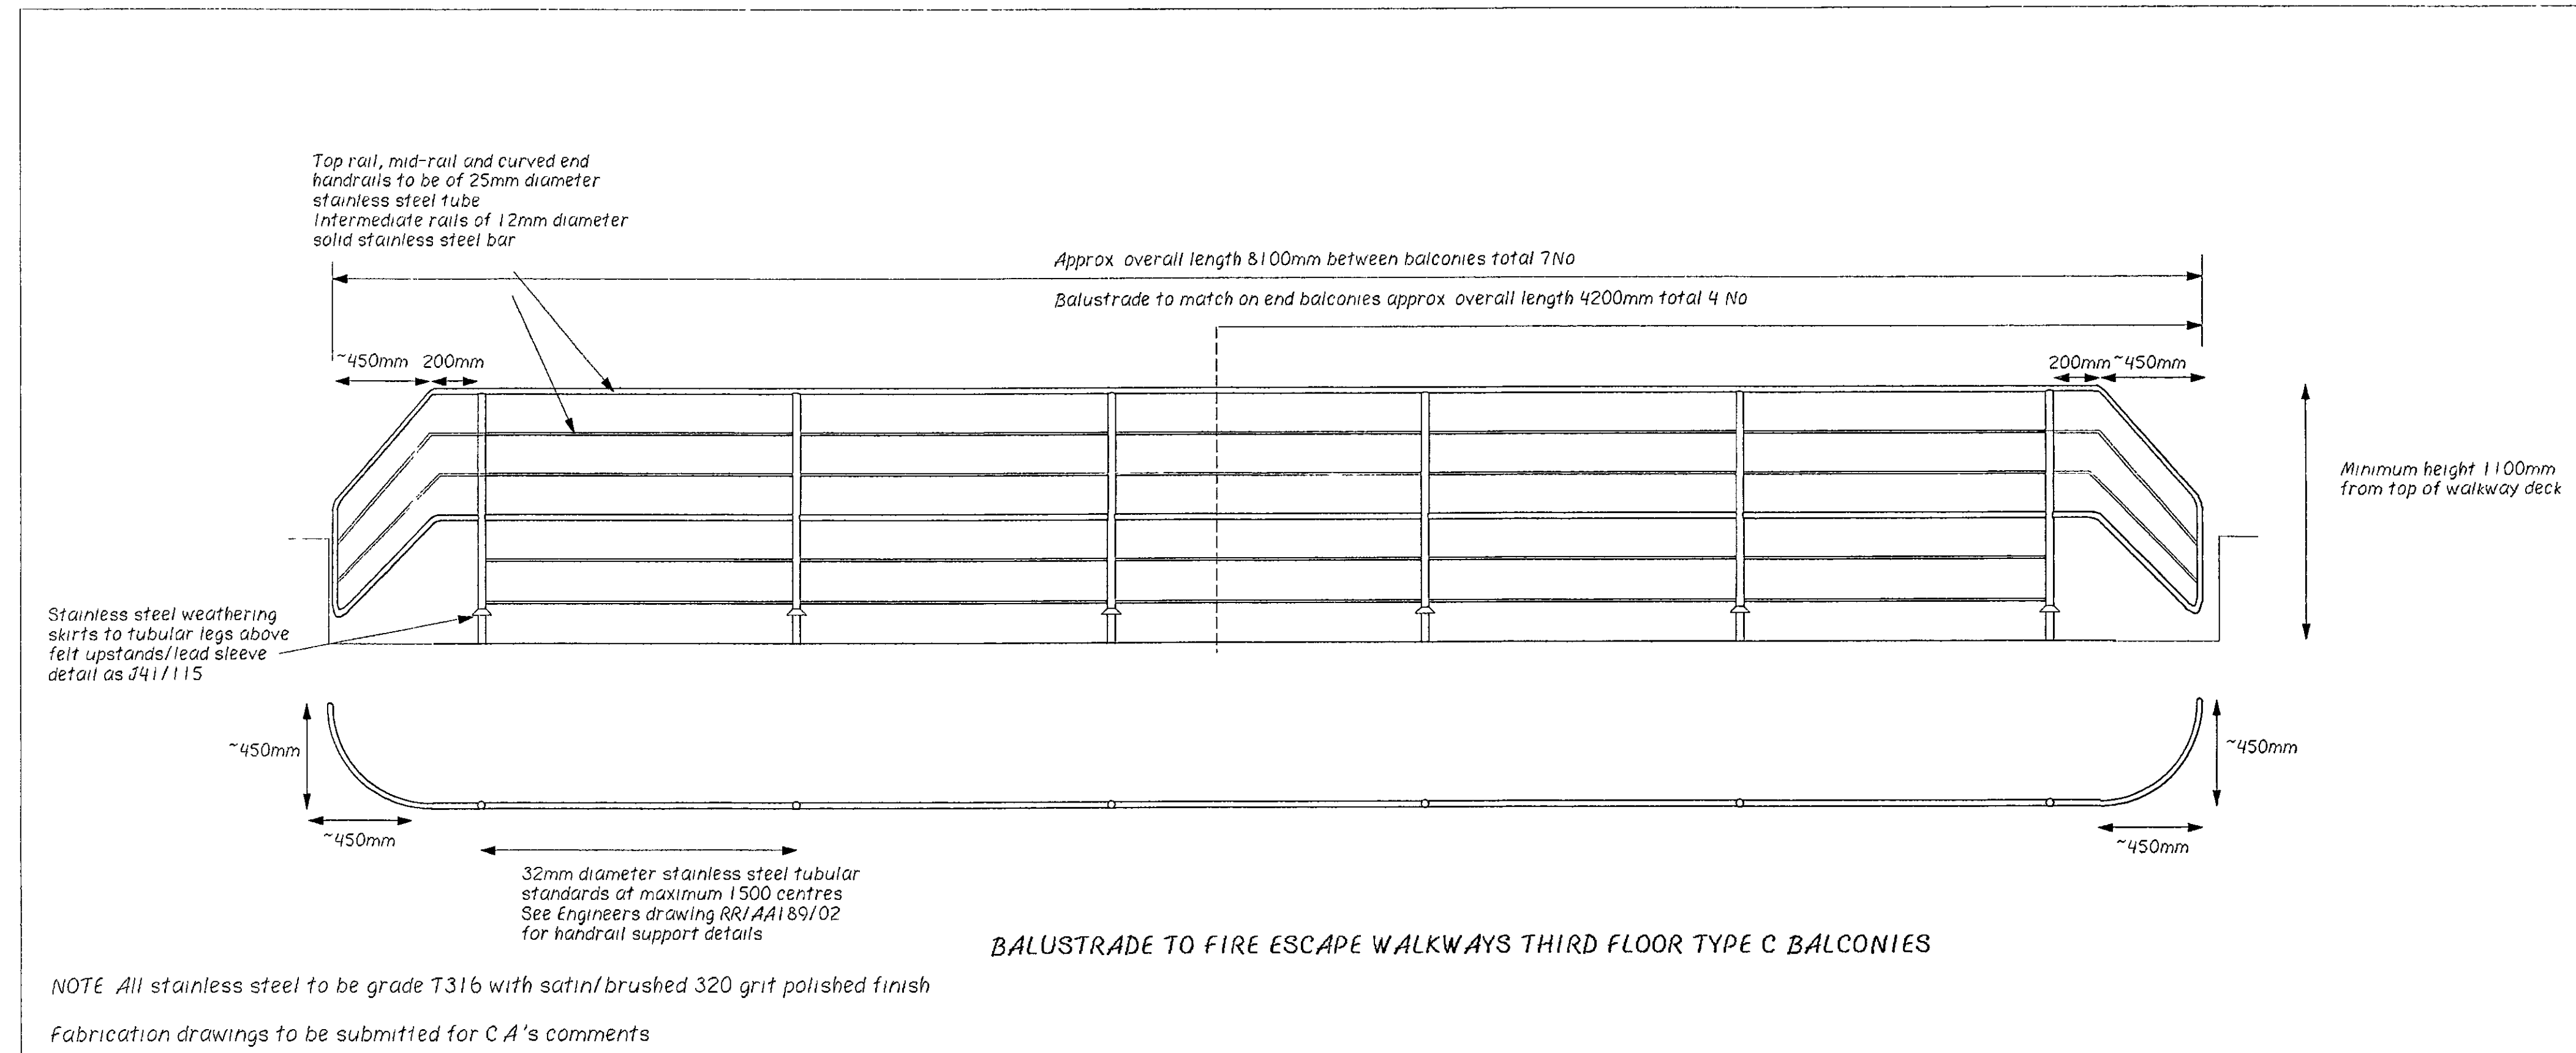 Top rail, mid-rail and curved end
handrails to be of 25mm diameter
stainless steel tube
Intermediate rails of 12mm diameter
solid stainless steel bar
Approx overall length 8100mm between balconies total 7No
Balustrade to match on end balconies approx overall length 4200mm total 4 No
~450mm 200mm
200mm ~450mm
Minimum height 1100mm
from top of walkway deck
Stainless steel weathering
skirts to tubular legs above
felt upstands/lead sleeve
detail as J41/115
~450mm
~450mm
~450mm
~450mm
32mm diameter stainless steel tubular
standards at maximum 1500 centres
See Engineers drawing RR/AA189/02
for handrail support details
BALUSTRADE TO FIRE ESCAPE WALKWAYS THIRD FLOOR TYPE C BALCONIES
NOTE All stainless steel to be grade T316 with satin/brushed 320 grit polished finish
Fabrication drawings to be submitted for C A's comments